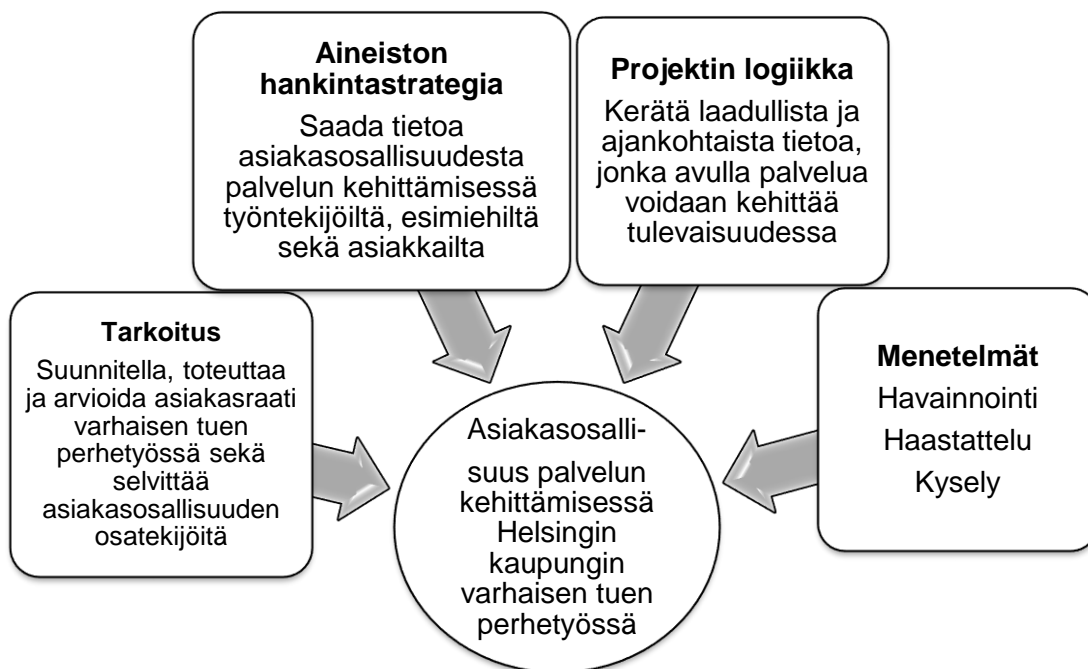 Aineiston
hankintastrategia
Saada tietoa
asiakasosallisuudesta
palvelun kehittämisessä
työntekijöiltä, esimiehiltä
sekä asiakkailta
Projektin logiikka
Kerätä laadullista ja
ajankohtaista tietoa,
jonka avulla palvelua
voidaan kehittää
tulevaisuudessa
Tarkoitus
Suunnitella, toteuttaa
ja arvioida asiakasraati
varhaisen tuen
perhetyössä sekä
selvittää
asiakasosallisuuden
osatekijöitä
Menetelmät
Havainnointi
Haastattelu
Kysely
Asiakasosalli-
suus palvelun
kehittämisessä
Helsingin
kaupungin
varhaisen tuen
perhetyössä